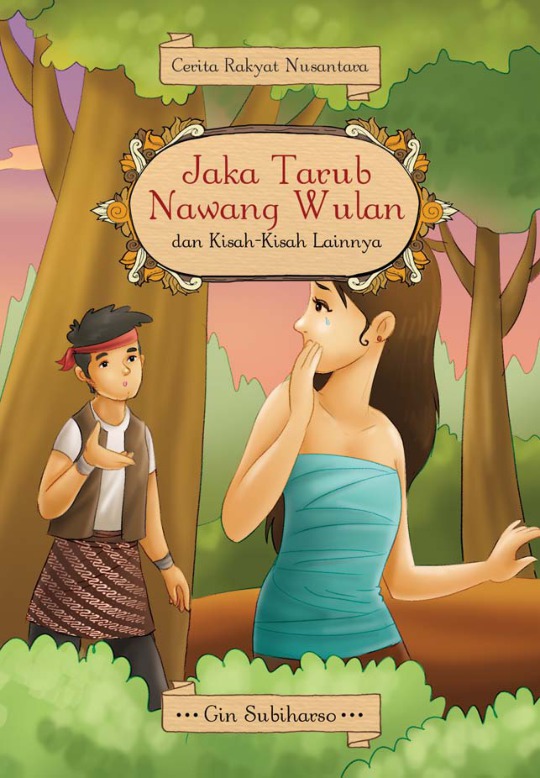 Cerita Rakyat Nusantara
Jaka Tarub
Nawang Wulan
dan Kisah-Kisah Lainnya
••• Gin Subiharso •••